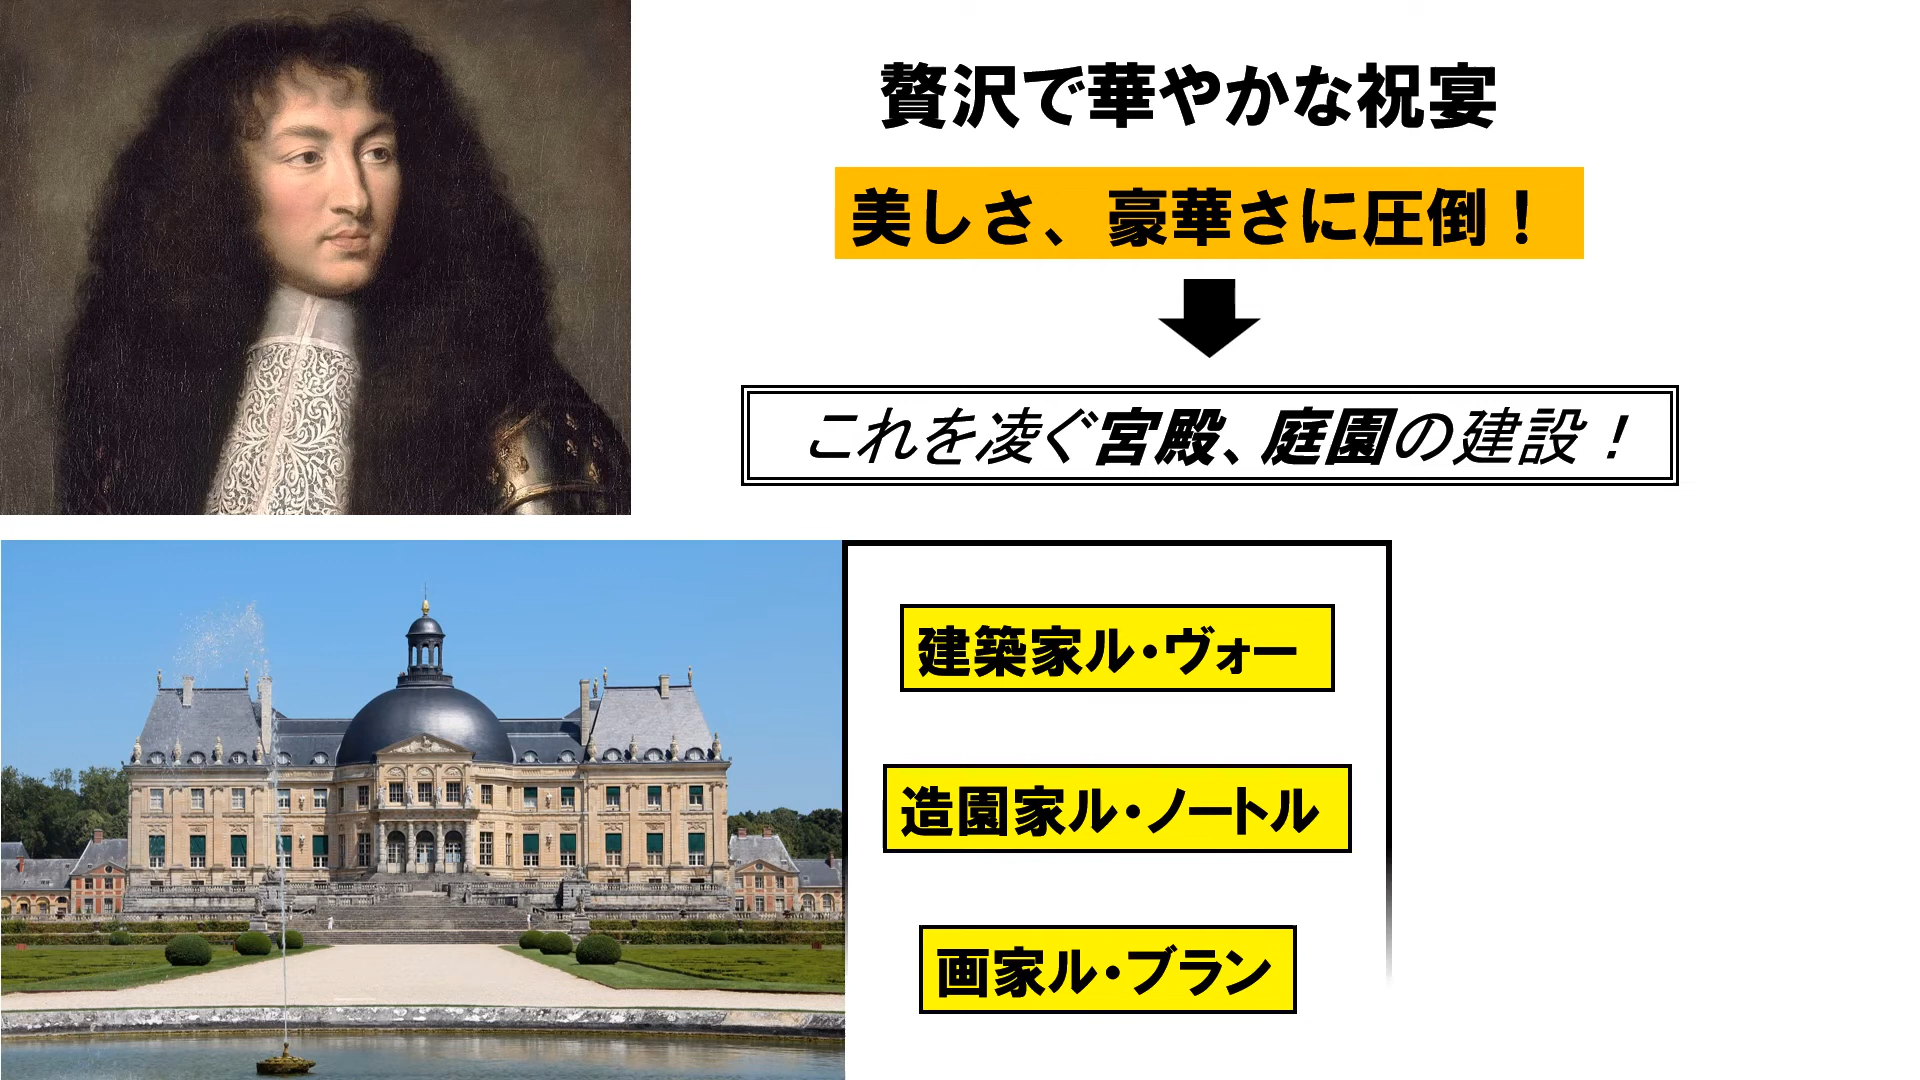 贅沢で華やかな祝宴
美しさ、豪華さに圧倒！
これを凌ぐ宮殿、庭園の建設！
建築家ル・ヴォー
造園家ル・ノートル
画家ル・ブラン